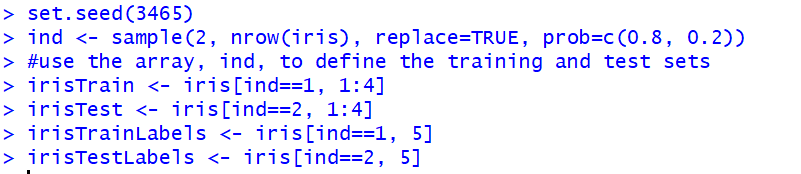 > set.seed(3465)
> ind <- sample(2, nrow(iris), replace=TRUE, prob=c(0.8, 0.2))
> #use the array, ind, to define the training and test sets
> irisTrain <- iris[ind==1, 1:4]
> irisTest <- iris[ind==2, 1:4]
> irisTrainLabels <- iris[ind==1, 5]
> irisTestLabels <- iris[ind==2, 5]